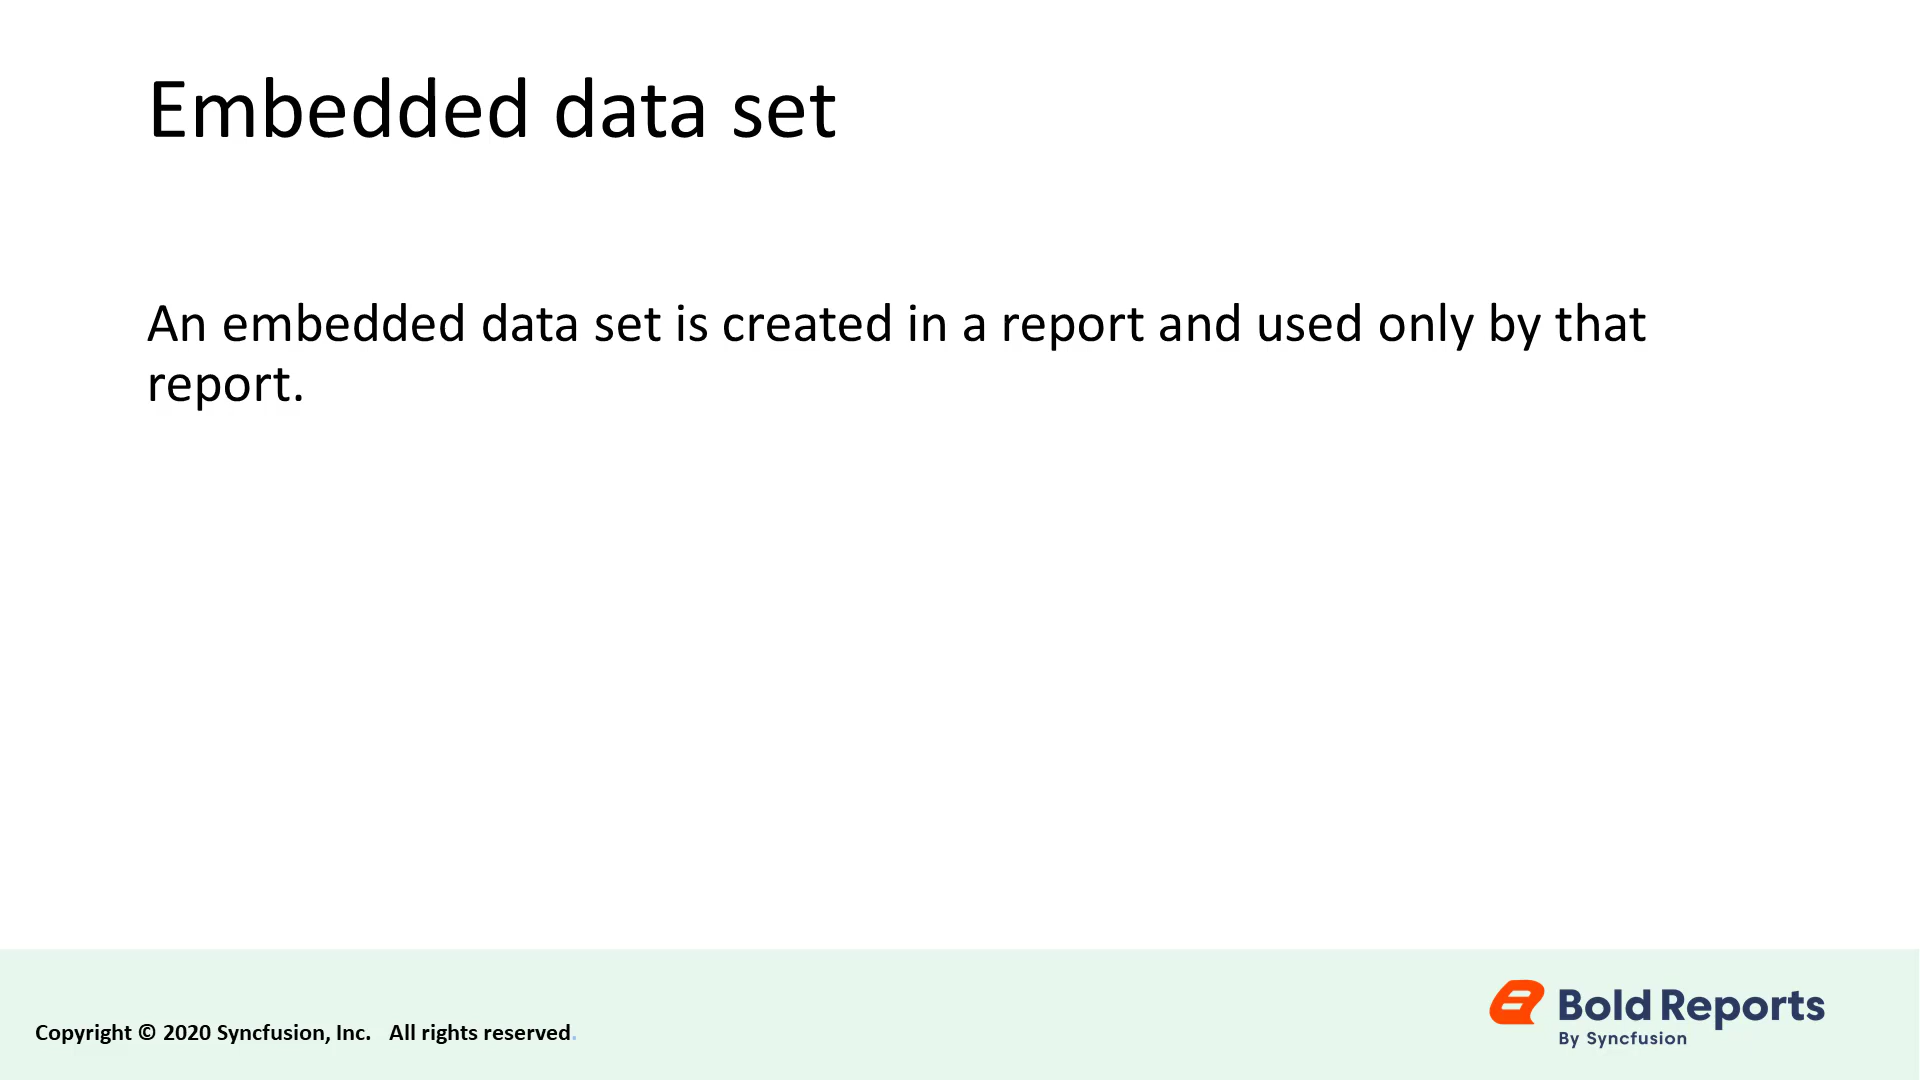 Embedded data set
An embedded data set is created in a report and used only by that
report.
Copyright © 2020 Syncfusion, Inc.   All rights reserved.
Bold Reports
By Syncfusion